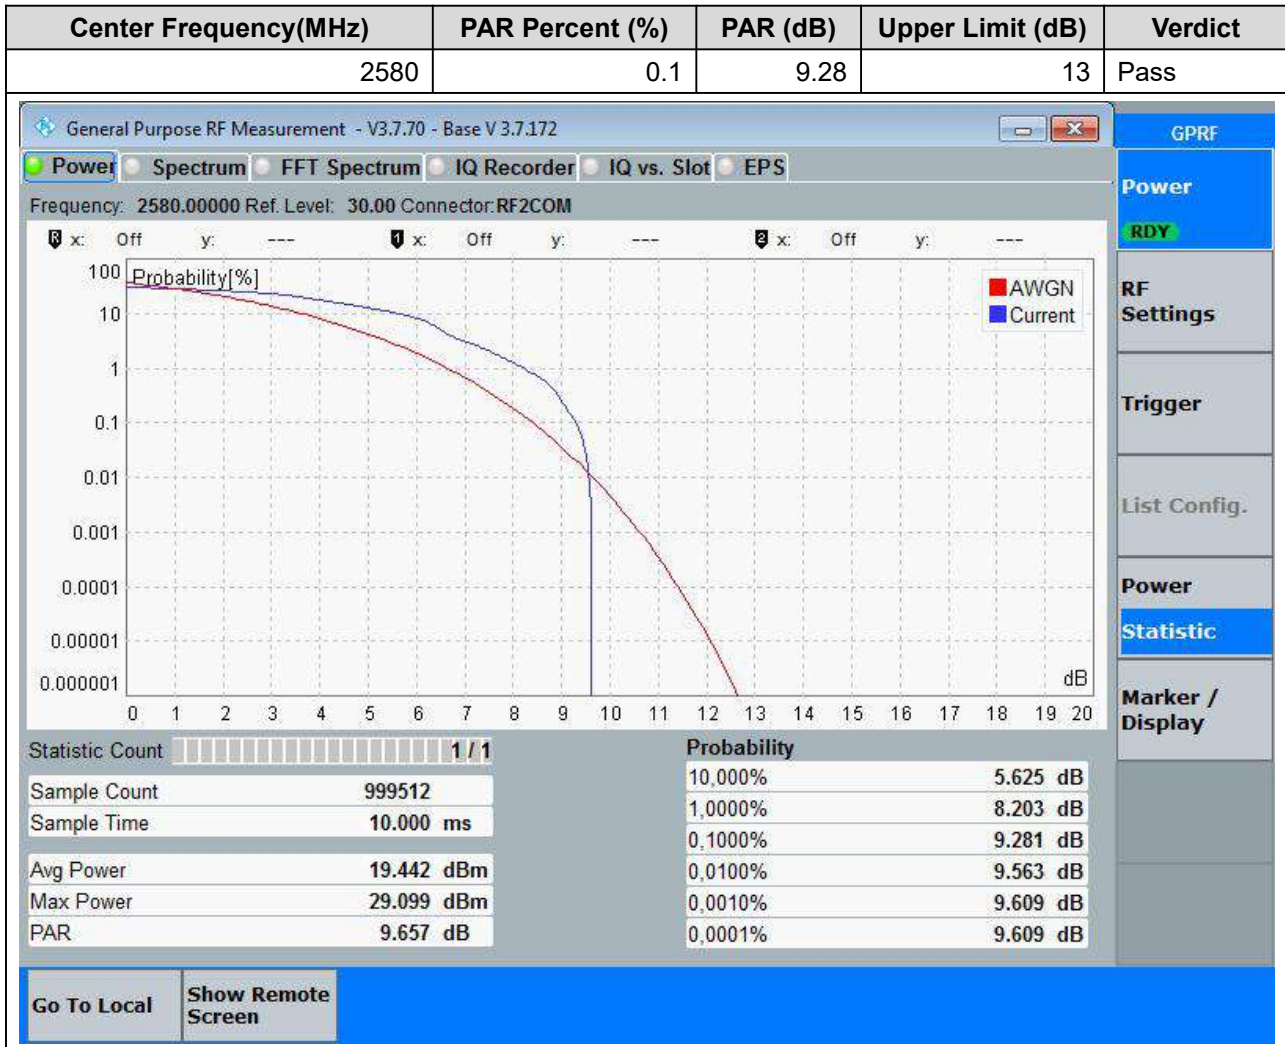 Center Frequency(MHz) PAR Percent (%) PAR (dB) Upper Limit (dB) Verdict
2580 0.1 9.28 13 Pass
General Purpose RF Measurement - V3.7.70 - Base V 3.7.172
GPRF
Power Spectrum FFT Spectrum IQ Recorder IQ vs. Slot EPS
Frequency: 2580.00000 Ref. Level: 30.00 Connector:RF2COM
R x: Off y: --- 1 x: Off y: --- 2 x: Off y: ---
Probability[%]
AWGN
Current
100
10
1
0.1
0.01
0.001
0.0001
0.00001
0.000001
dB
0 1 2 3 4 5 6 7 8 9 10 11 12 13 14 15 16 17 18 19 20
Statistic Count 1 / 1
Sample Count 999512
Sample Time 10.000 ms
Avg Power 19.442 dBm
Max Power 29.099 dBm
PAR 9.657 dB
Probability
10,000% 5.625 dB
1,0000% 8.203 dB
0,1000% 9.281 dB
0,0100% 9.563 dB
0,0010% 9.609 dB
0,0001% 9.609 dB
Power
RDY
RF
Settings
Trigger
List Config.
Power
Statistic
Marker /
Display
Go To Local
Show Remote
Screen